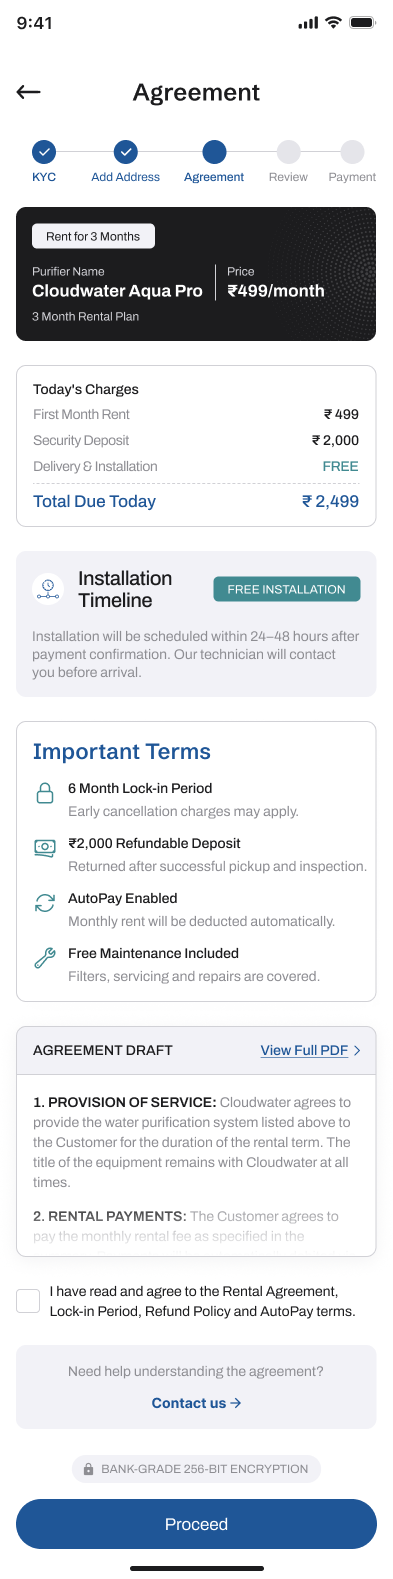 9:41
Agreement
KYC Add Address Agreement Review Payment
Rent for 3 Months
Purifier Name
Cloudwater Aqua Pro
Price
₹499/month
3 Month Rental Plan
Today's Charges
First Month Rent ₹ 499
Security Deposit ₹ 2,000
Delivery & Installation FREE
Total Due Today ₹ 2,499
Installation
Timeline
FREE INSTALLATION
Installation will be scheduled within 24–48 hours after
payment confirmation. Our technician will contact
you before arrival.
Important Terms
6 Month Lock-in Period
Early cancellation charges may apply.
₹2,000 Refundable Deposit
Returned after successful pickup and inspection.
AutoPay Enabled
Monthly rent will be deducted automatically.
Free Maintenance Included
Filters, servicing and repairs are covered.
AGREEMENT DRAFT View Full PDF
1. PROVISION OF SERVICE: Cloudwater agrees to
provide the water purification system listed above to
the Customer for the duration of the rental term. The
title of the equipment remains with Cloudwater at all
times.
2. RENTAL PAYMENTS: The Customer agrees to
pay the monthly rental fee as specified in the
I have read and agree to the Rental Agreement,
Lock-in Period, Refund Policy and AutoPay terms.
Need help understanding the agreement?
Contact us →
BANK-GRADE 256-BIT ENCRYPTION
Proceed